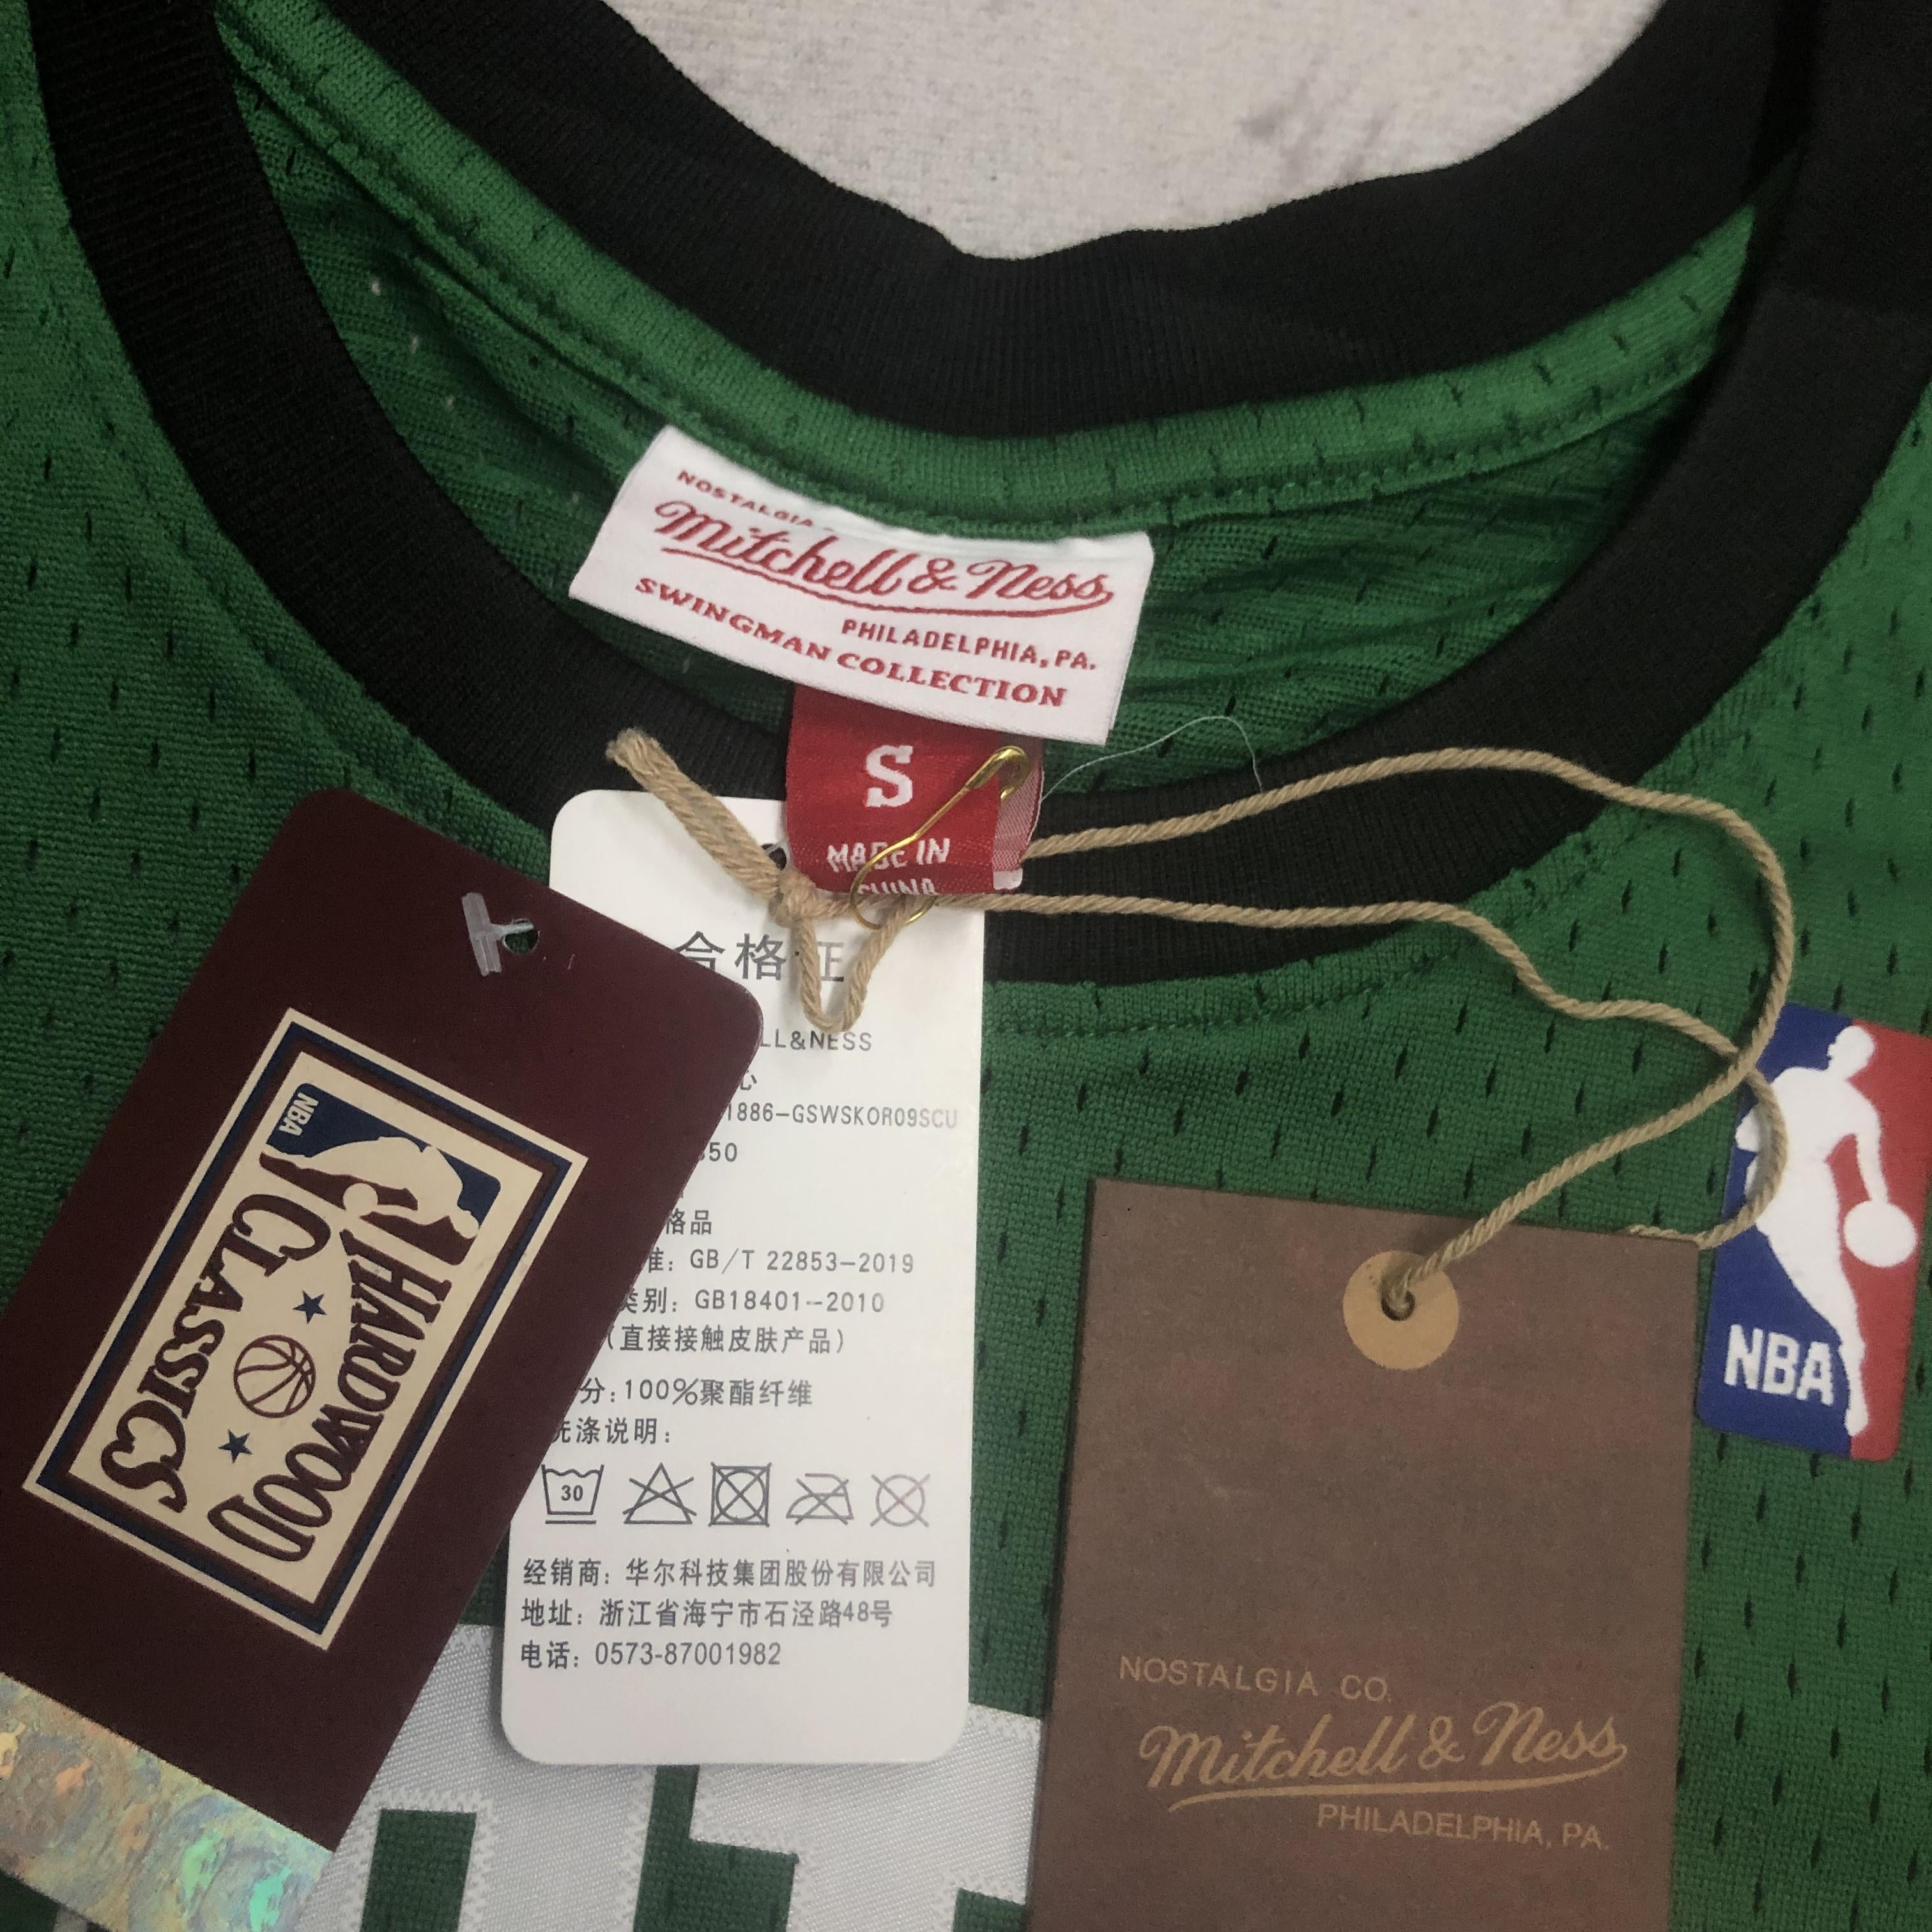 NOSTALGIA
Mitchell & Ness
PHILADELPHIA, PA.
SWINGMAN COLLECTION
S
MADE IN
CHINA
NBA
HARDWOOD
CLASSICS
合格证
LL&NESS
心
1886-GSWSKOR09SCU
350
格品
准: GB/T 22853-2019
类别: GB18401-2010
(直接接触皮肤产品)
分:100%聚酯纤维
洗涤说明:
30
经销商: 华尔科技集团股份有限公司
地址: 浙江省海宁市石泾路48号
电话: 0573-87001982
NBA
NOSTALGIA CO.
Mitchell & Ness
PHILADELPHIA, PA.